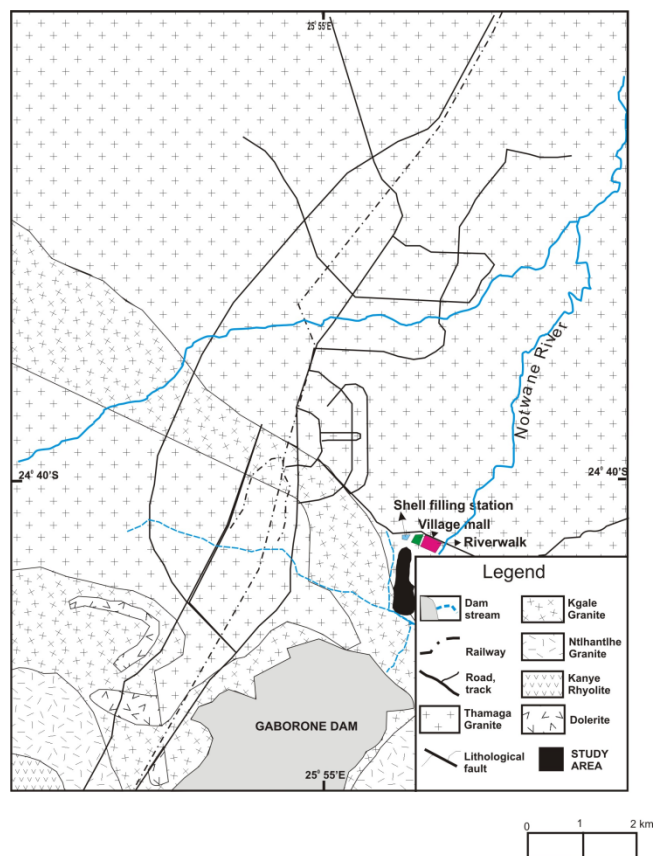 25° 55'E
Notwane River
24° 40'S
24° 40'S
Shell filling station
Village mall
Riverwalk
Legend
Dam
stream
Kgale
Granite
Railway
Ntlhantlhe
Granite
Road,
track
Kanye
Rhyolite
Thamaga
Granite
Dolerite
Lithological
fault
STUDY
AREA
GABORONE DAM
25° 55'E
0 1 2 km